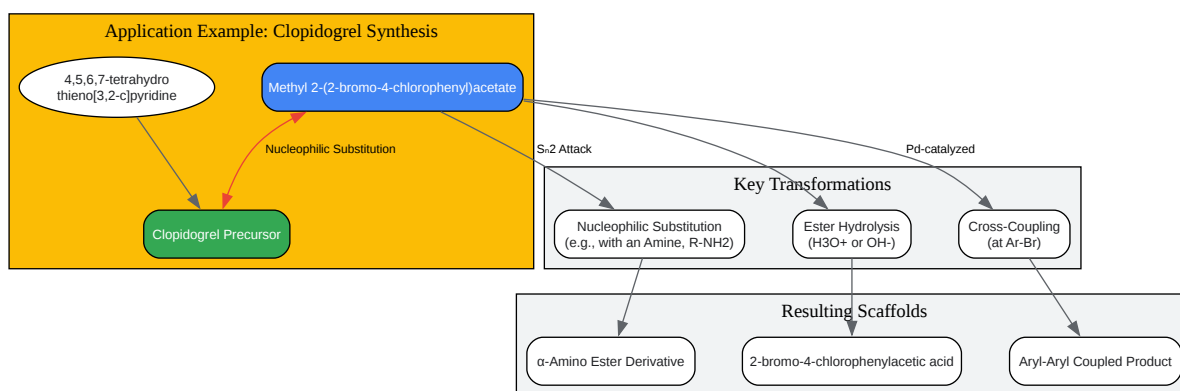 Application Example: Clopidogrel Synthesis
4,5,6,7-tetrahydro
thieno[3,2-c]pyridine
Methyl 2-(2-bromo-4-chlorophenyl)acetate
Nucleophilic Substitution
Clopidogrel Precursor
Sₙ2 Attack
Pd-catalyzed
Key Transformations
Nucleophilic Substitution
(e.g., with an Amine, R-NH2)
Ester Hydrolysis
(H3O+ or OH-)
Cross-Coupling
(at Ar-Br)
Resulting Scaffolds
α-Amino Ester Derivative
2-bromo-4-chlorophenylacetic acid
Aryl-Aryl Coupled Product